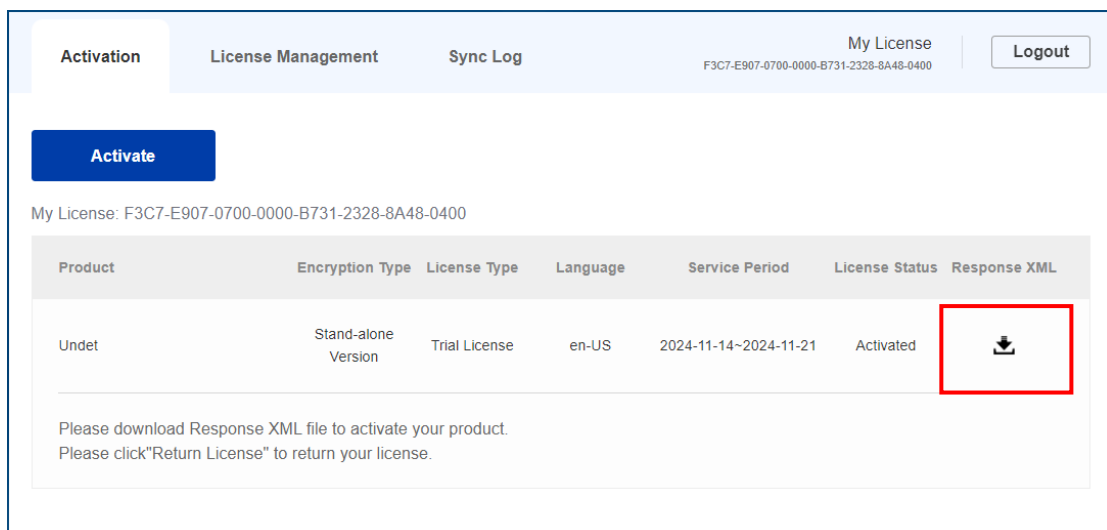 Activation License Management Sync Log My License Logout
F3C7-E907-0700-0000-B731-2328-8A48-0400
Activate
My License: F3C7-E907-0700-0000-B731-2328-8A48-0400
Product Encryption Type License Type Language Service Period License Status Response XML
Undet Stand-alone Version Trial License en-US 2024-11-14~2024-11-21 Activated
Please download Response XML file to activate your product.
Please click"Return License" to return your license.